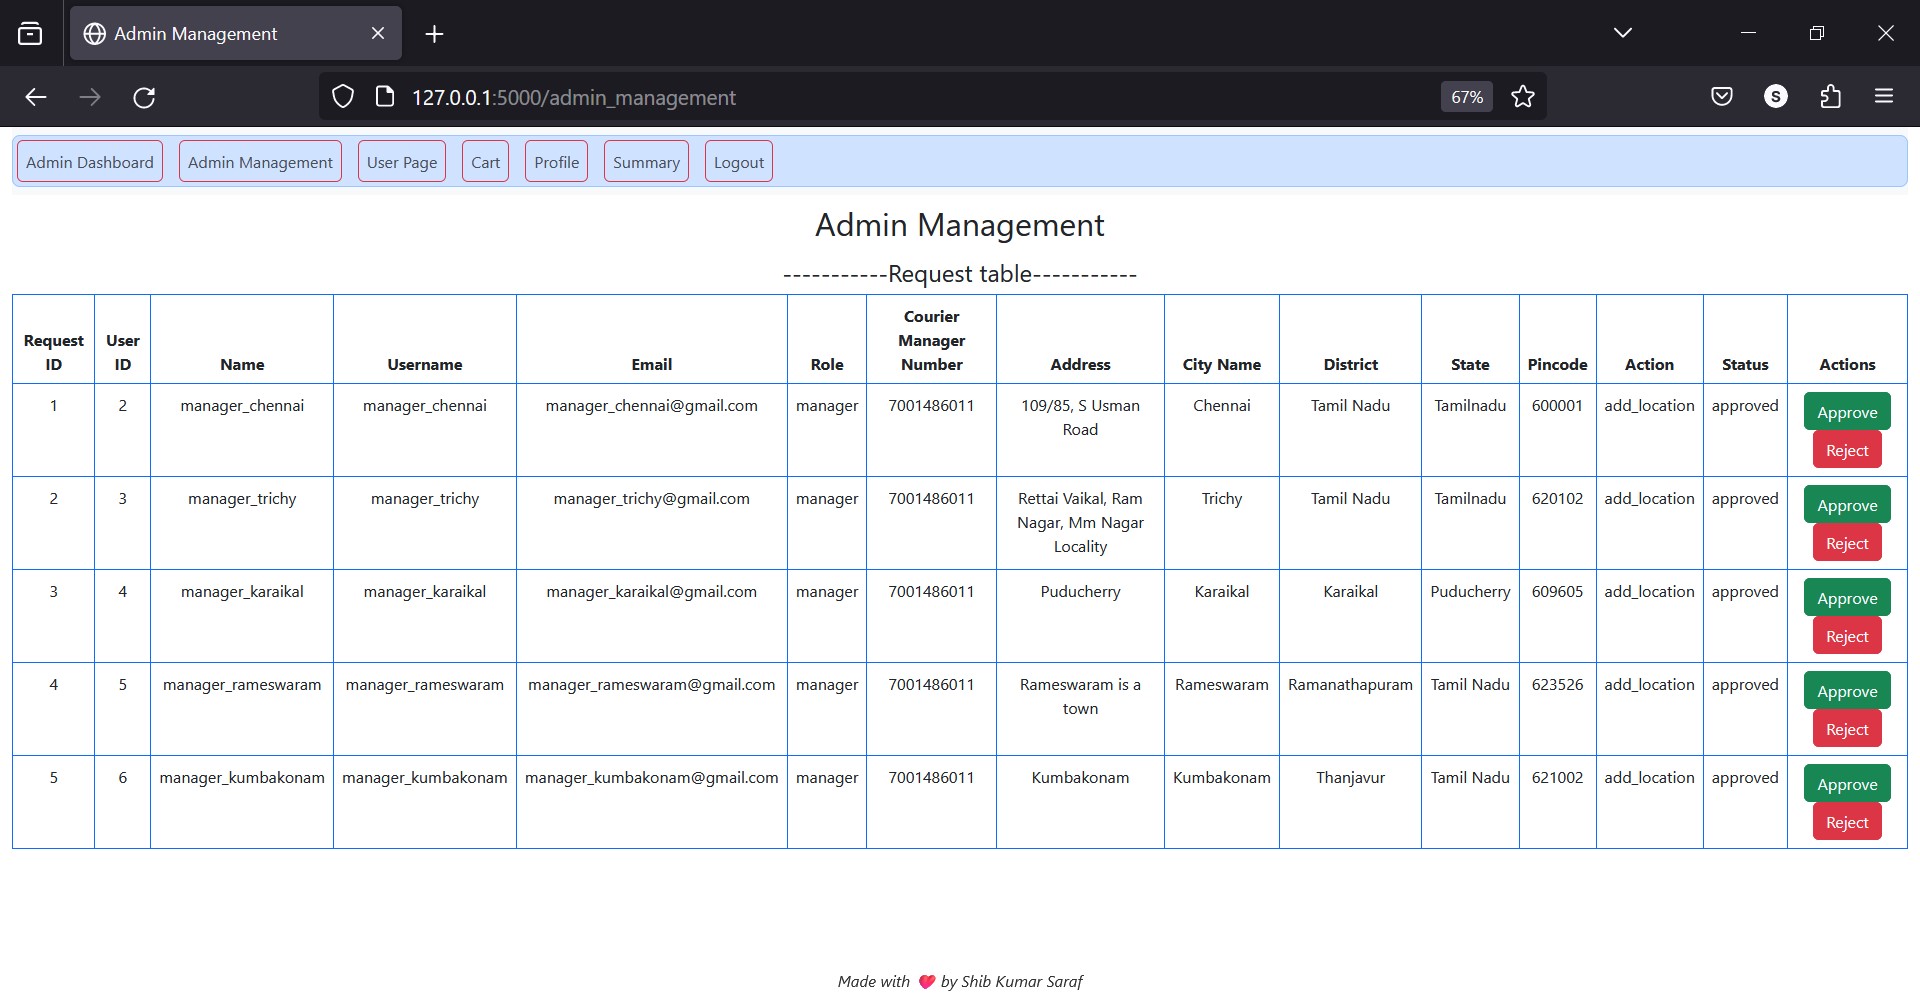 Admin Management
127.0.0.1:5000/admin_management
67%
S
Admin Dashboard Admin Management User Page Cart Profile Summary Logout
Admin Management
-----------Request table-----------
Request ID User ID Name Username Email Role Courier Manager Number Address City Name District State Pincode Action Status Actions
1 2 manager_chennai manager_chennai manager_chennai@gmail.com manager 7001486011 109/85, S Usman Road Chennai Tamil Nadu Tamilnadu 600001 add_location approved Approve Reject
2 3 manager_trichy manager_trichy manager_trichy@gmail.com manager 7001486011 Rettai Vaikal, Ram Nagar, Mm Nagar Locality Trichy Tamil Nadu Tamilnadu 620102 add_location approved Approve Reject
3 4 manager_karaikal manager_karaikal manager_karaikal@gmail.com manager 7001486011 Puducherry Karaikal Karaikal Puducherry 609605 add_location approved Approve Reject
4 5 manager_rameswaram manager_rameswaram manager_rameswaram@gmail.com manager 7001486011 Rameswaram is a town Rameswaram Ramanathapuram Tamil Nadu 623526 add_location approved Approve Reject
5 6 manager_kumbakonam manager_kumbakonam manager_kumbakonam@gmail.com manager 7001486011 Kumbakonam Kumbakonam Thanjavur Tamil Nadu 621002 add_location approved Approve Reject
Made with ❤️ by Shib Kumar Saraf